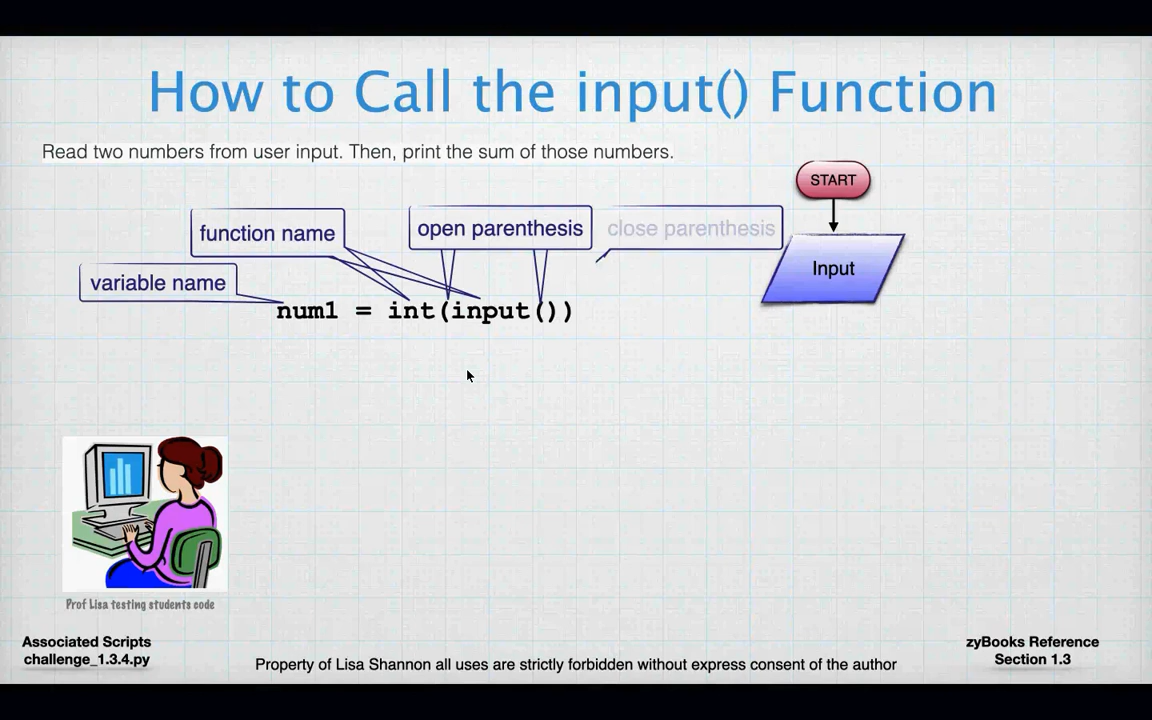 How to Call the input() Function
Read two numbers from user input. Then, print the sum of those numbers.
START
function name
open parenthesis
close parenthesis
Input
variable name
num1 = int(input())
Prof Lisa testing students code
Associated Scripts
challenge_1.3.4.py
Property of Lisa Shannon all uses are strictly forbidden without express consent of the author
zyBooks Reference
Section 1.3